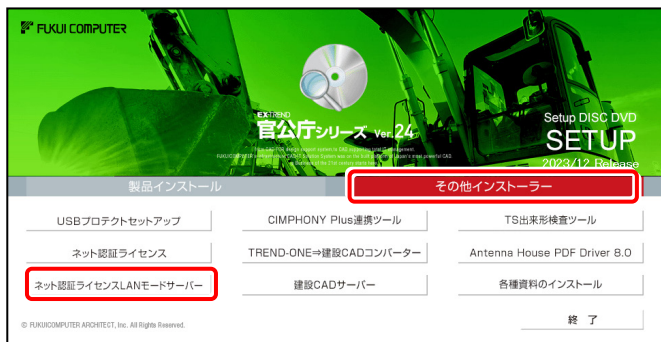 FUKUI COMPUTER
EX-TREND
官公庁シリーズ Ver.24
Setup DISC DVD
SETUP
2023/12 Release
製品インストール
その他インストーラー
USBプロテクトセットアップ
CIMPHONY Plus連携ツール
TS出来形検査ツール
ネット認証ライセンス
TREND-ONE⇒建設CADコンバーター
Antenna House PDF Driver 8.0
ネット認証ライセンスLANモードサーバー
建設CADサーバー
各種資料のインストール
© FUKUICOMPUTER ARCHITECT, Inc. All Rights Reserved.
終 了